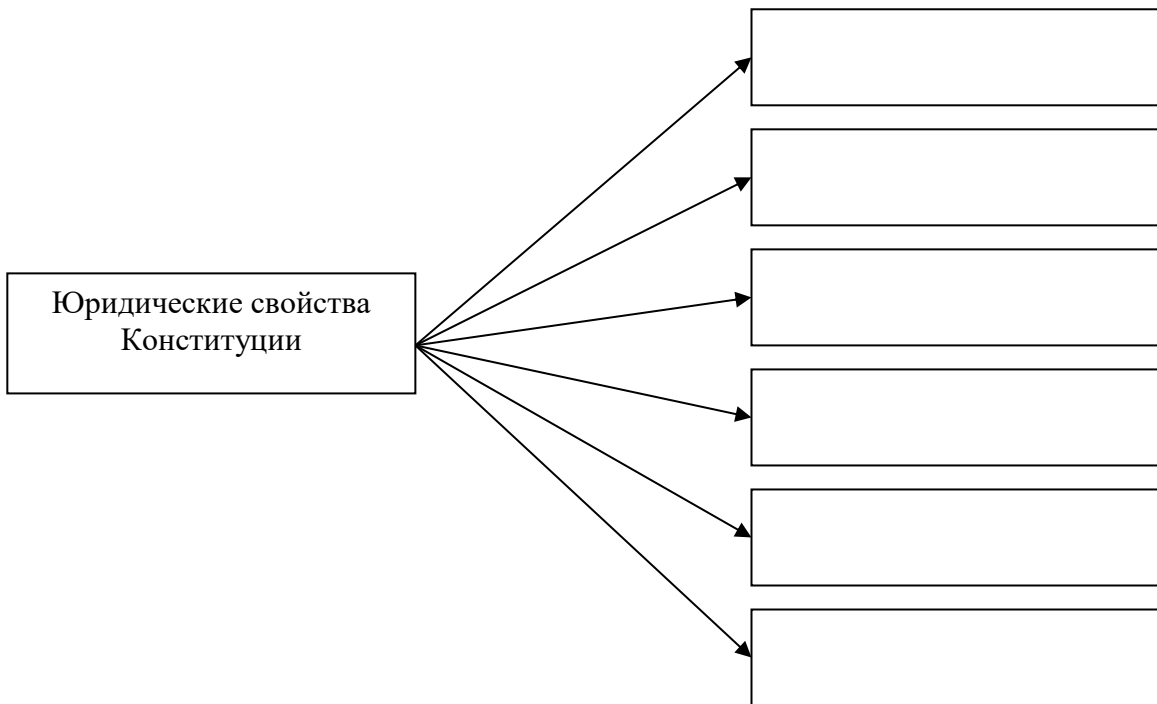 Юридические свойства
Конституции